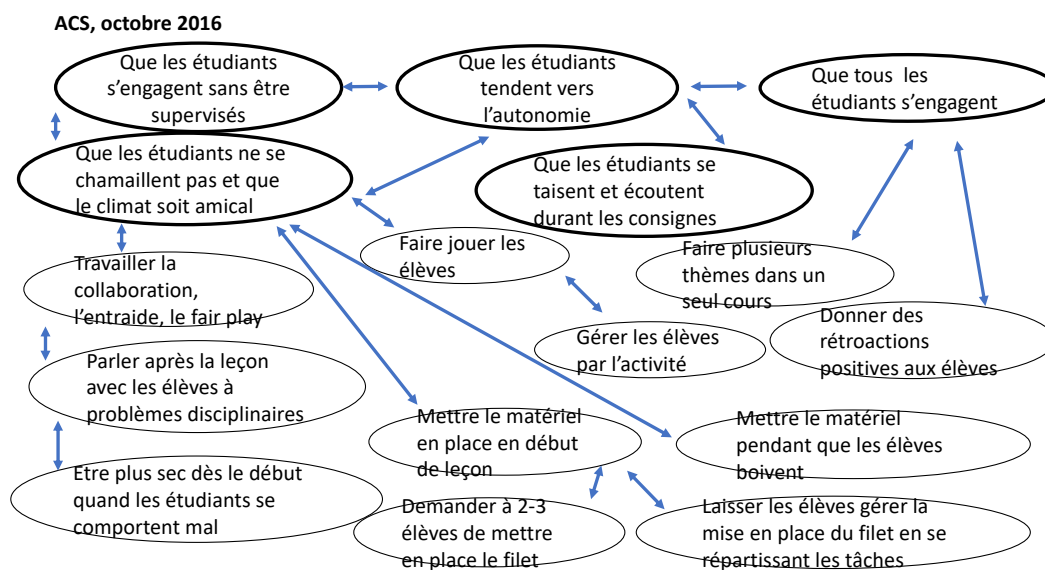 ACS, octobre 2016
Que les étudiants
s’engagent sans être
supervisés
Que les étudiants
tendent vers
l’autonomie
Que tous  les
étudiants s’engagent
Que les étudiants ne se
chamaillent pas et que
le climat soit amical
Que les étudiants se
taisent et écoutent
durant les consignes
Faire jouer les
élèves
Faire plusieurs
thèmes dans un
seul cours
Travailler la
collaboration,
l’entraide, le fair play
Donner des
rétroactions
positives aux élèves
Gérer les élèves
par l’activité
Parler après la leçon
avec les élèves à
problèmes disciplinaires
Mettre le matériel
en place en début
de leçon
Mettre le matériel
pendant que les élèves
boivent
Etre plus sec dès le début
quand les étudiants se
comportent mal
Demander à 2-3
élèves de mettre
en place le filet
Laisser les élèves gérer la
mise en place du filet en se
répartissant les tâches